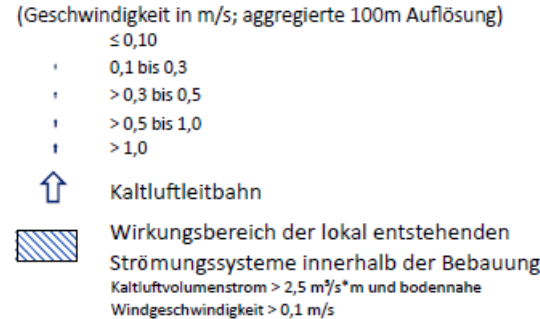 (Geschwindigkeit in m/s; aggregierte 100m Auflösung)
≤ 0,10
0,1 bis 0,3
> 0,3 bis 0,5
> 0,5 bis 1,0
> 1,0
Kaltluftleitbahn
Wirkungsbereich der lokal entstehenden
Strömungssysteme innerhalb der Bebauung
Kaltluftvolumenstrom > 2,5 m³/s*m und bodennahe
Windgeschwindigkeit > 0,1 m/s